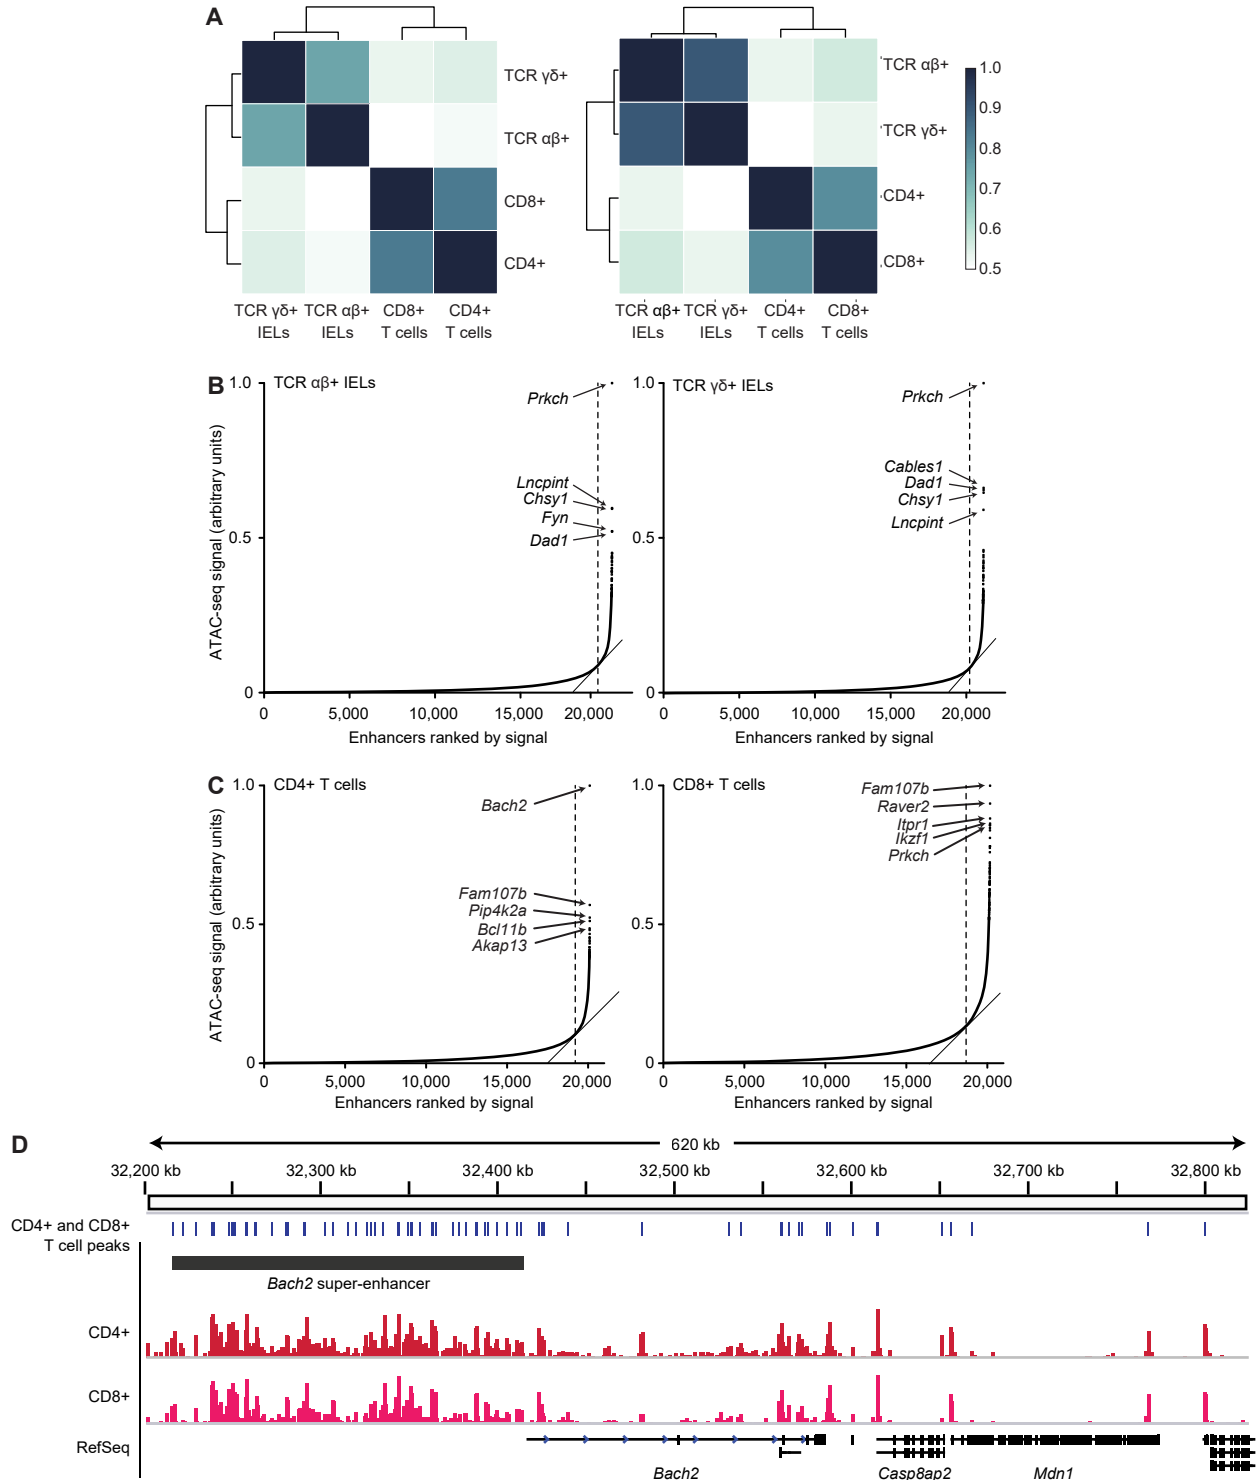 A
TCR γδ+
TCR αβ+
CD8+
CD4+
TCR γδ+ IELs
TCR αβ+ IELs
CD8+ T cells
CD4+ T cells
TCR αβ+
TCR γδ+
CD4+
CD8+
TCR αβ+ IELs
TCR γδ+ IELs
CD4+ T cells
CD8+ T cells
1.0
0.9
0.8
0.7
0.6
0.5
B
TCR αβ+ IELs
ATAC-seq signal (arbitrary units)
1.0
0.5
0
Prkch
Lncpint
Chsy1
Fyn
Dad1
0 5,000 10,000 15,000 20,000
Enhancers ranked by signal
TCR γδ+ IELs
1.0
0.5
0
Prkch
Cables1
Dad1
Chsy1
Lncpint
0 5,000 10,000 15,000 20,000
Enhancers ranked by signal
C
CD4+ T cells
ATAC-seq signal (arbitrary units)
1.0
0.5
0
Bach2
Fam107b
Pip4k2a
Bcl11b
Akap13
0 5,000 10,000 15,000 20,000
Enhancers ranked by signal
CD8+ T cells
1.0
0.5
0
Fam107b
Raver2
Itpr1
Ikzf1
Prkch
0 5,000 10,000 15,000 20,000
Enhancers ranked by signal
D
620 kb
32,200 kb 32,300 kb 32,400 kb 32,500 kb 32,600 kb 32,700 kb 32,800 kb
CD4+ and CD8+
T cell peaks
Bach2 super-enhancer
CD4+
CD8+
RefSeq
Bach2 Casp8ap2 Mdn1